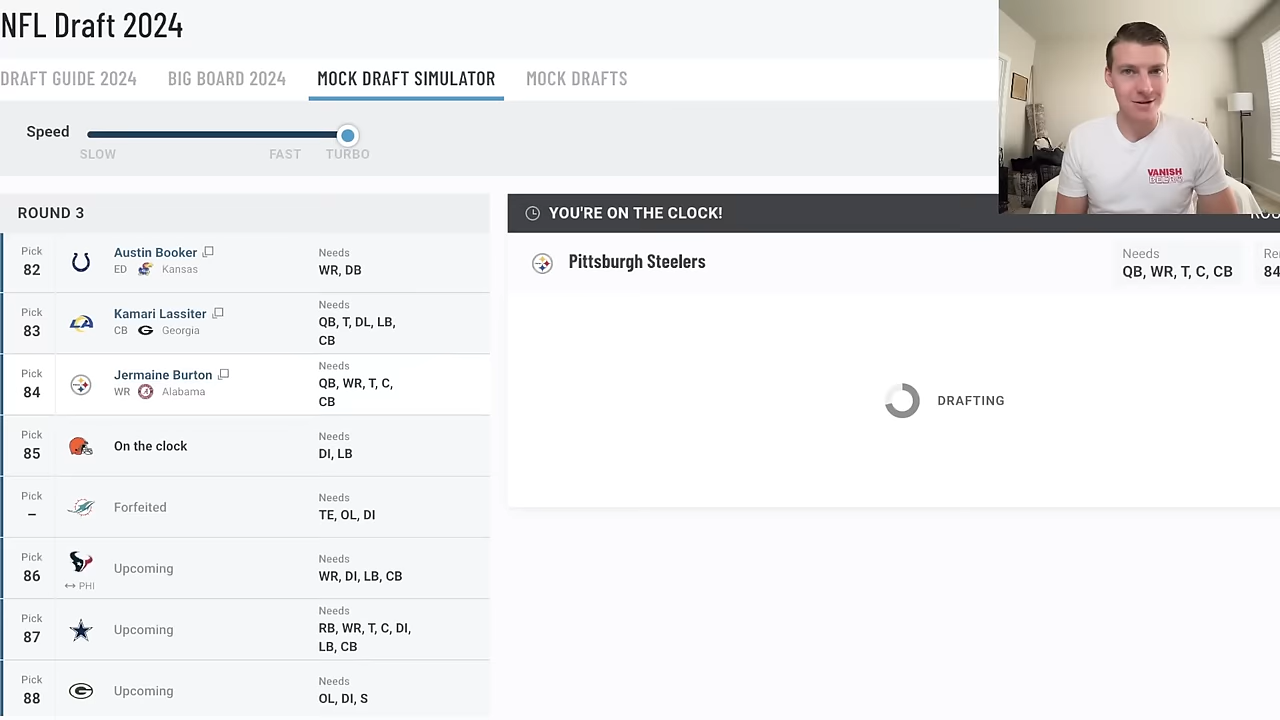 NFL Draft 2024
DRAFT GUIDE 2024
BIG BOARD 2024
MOCK DRAFT SIMULATOR
MOCK DRAFTS
Speed
SLOW
FAST
TURBO
ROUND 3
Pick
82
Austin Booker
ED
Kansas
Needs
WR, DB
Pick
83
Kamari Lassiter
CB
Georgia
Needs
QB, T, DL, LB,
CB
Pick
84
Jermaine Burton
WR
Alabama
Needs
QB, WR, T, C,
CB
Pick
85
On the clock
Needs
DI, LB
Pick
–
Forfeited
Needs
TE, OL, DI
Pick
86
PHI
Upcoming
Needs
WR, DI, LB, CB
Pick
87
Upcoming
Needs
RB, WR, T, C, DI,
LB, CB
Pick
88
Upcoming
Needs
OL, DI, S
YOU'RE ON THE CLOCK!
Pittsburgh Steelers
Needs
QB, WR, T, C, CB
84
DRAFTING
VANISH